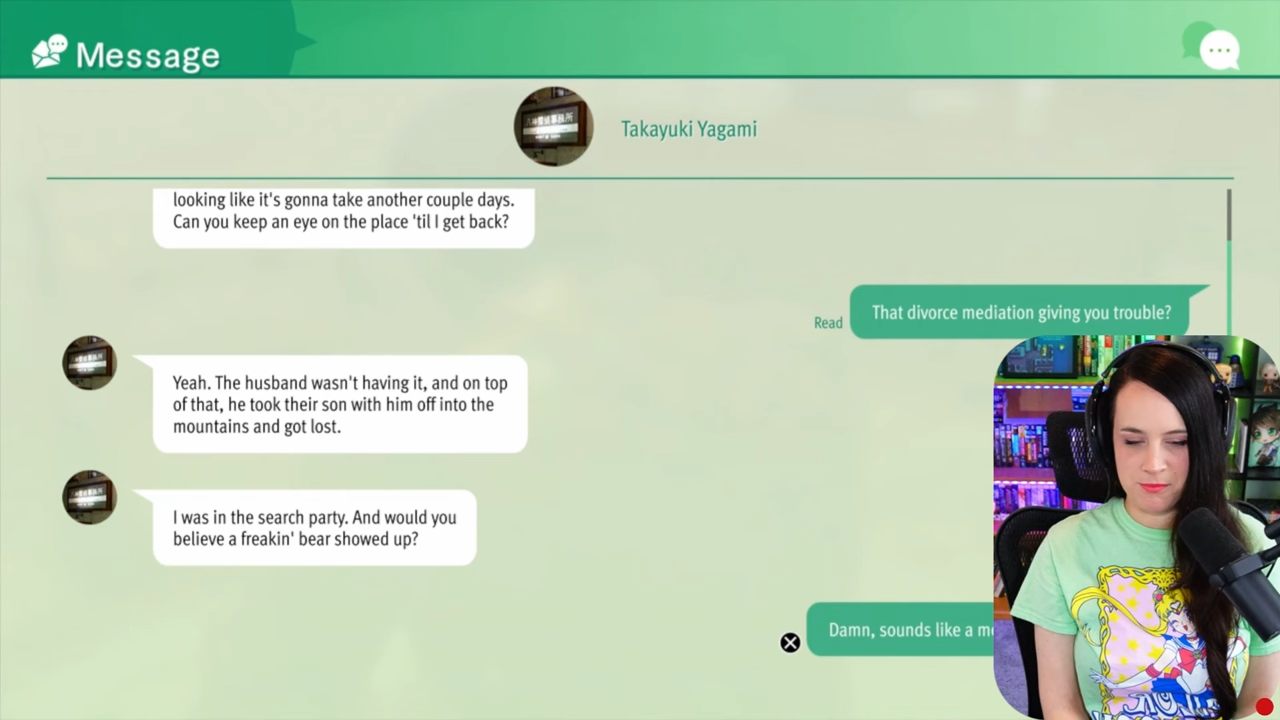 Message
Takayuki Yagami
looking like it's gonna take another couple days.
Can you keep an eye on the place 'til I get back?
That divorce mediation giving you trouble?
Read
Yeah. The husband wasn't having it, and on top
of that, he took their son with him off into the
mountains and got lost.
I was in the search party. And would you
believe a freakin' bear showed up?
Damn, sounds like a